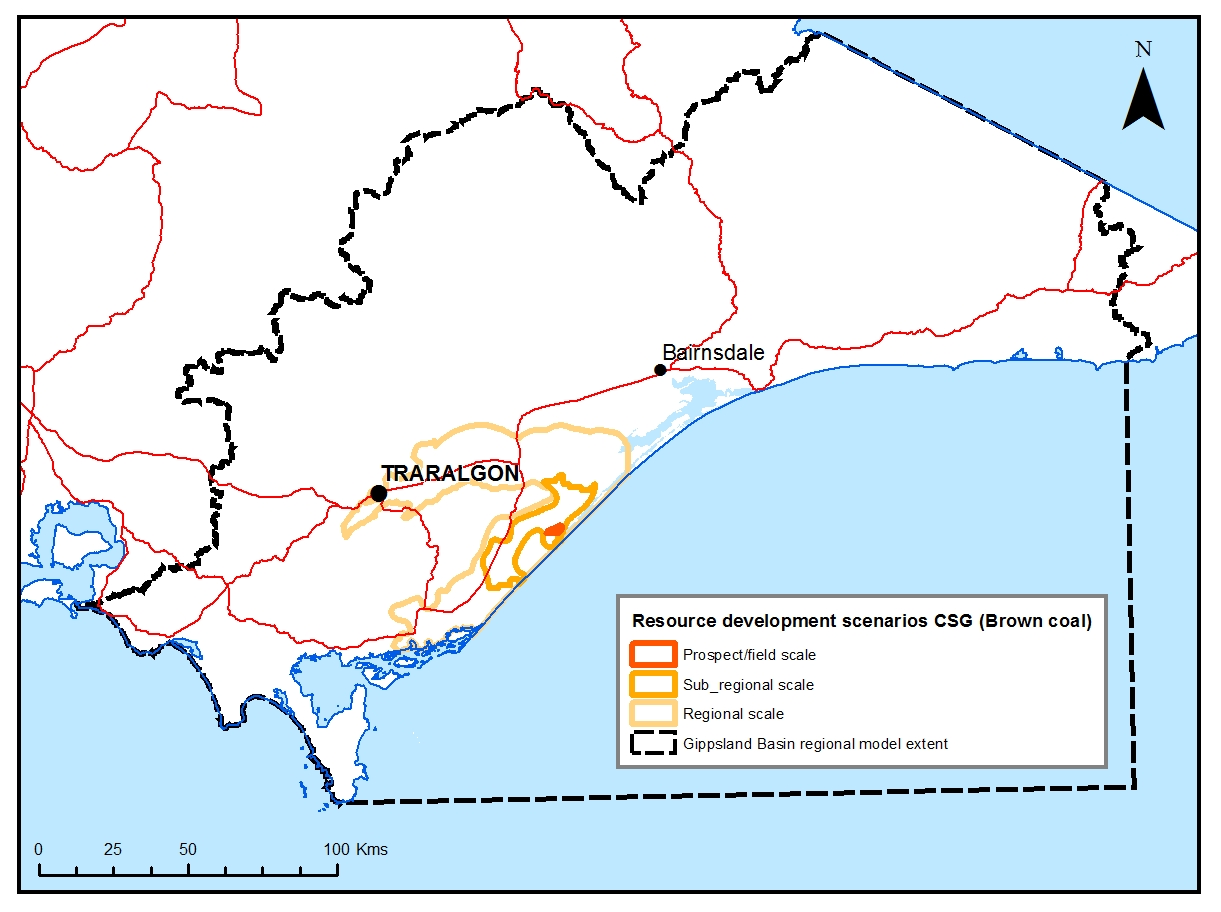 N
Bairnsdale
TRARALGON
Resource development scenarios CSG (Brown coal)
Prospect/field scale
Sub_regional scale
Regional scale
Gippsland Basin regional model extent
0 25 50 100 Kms